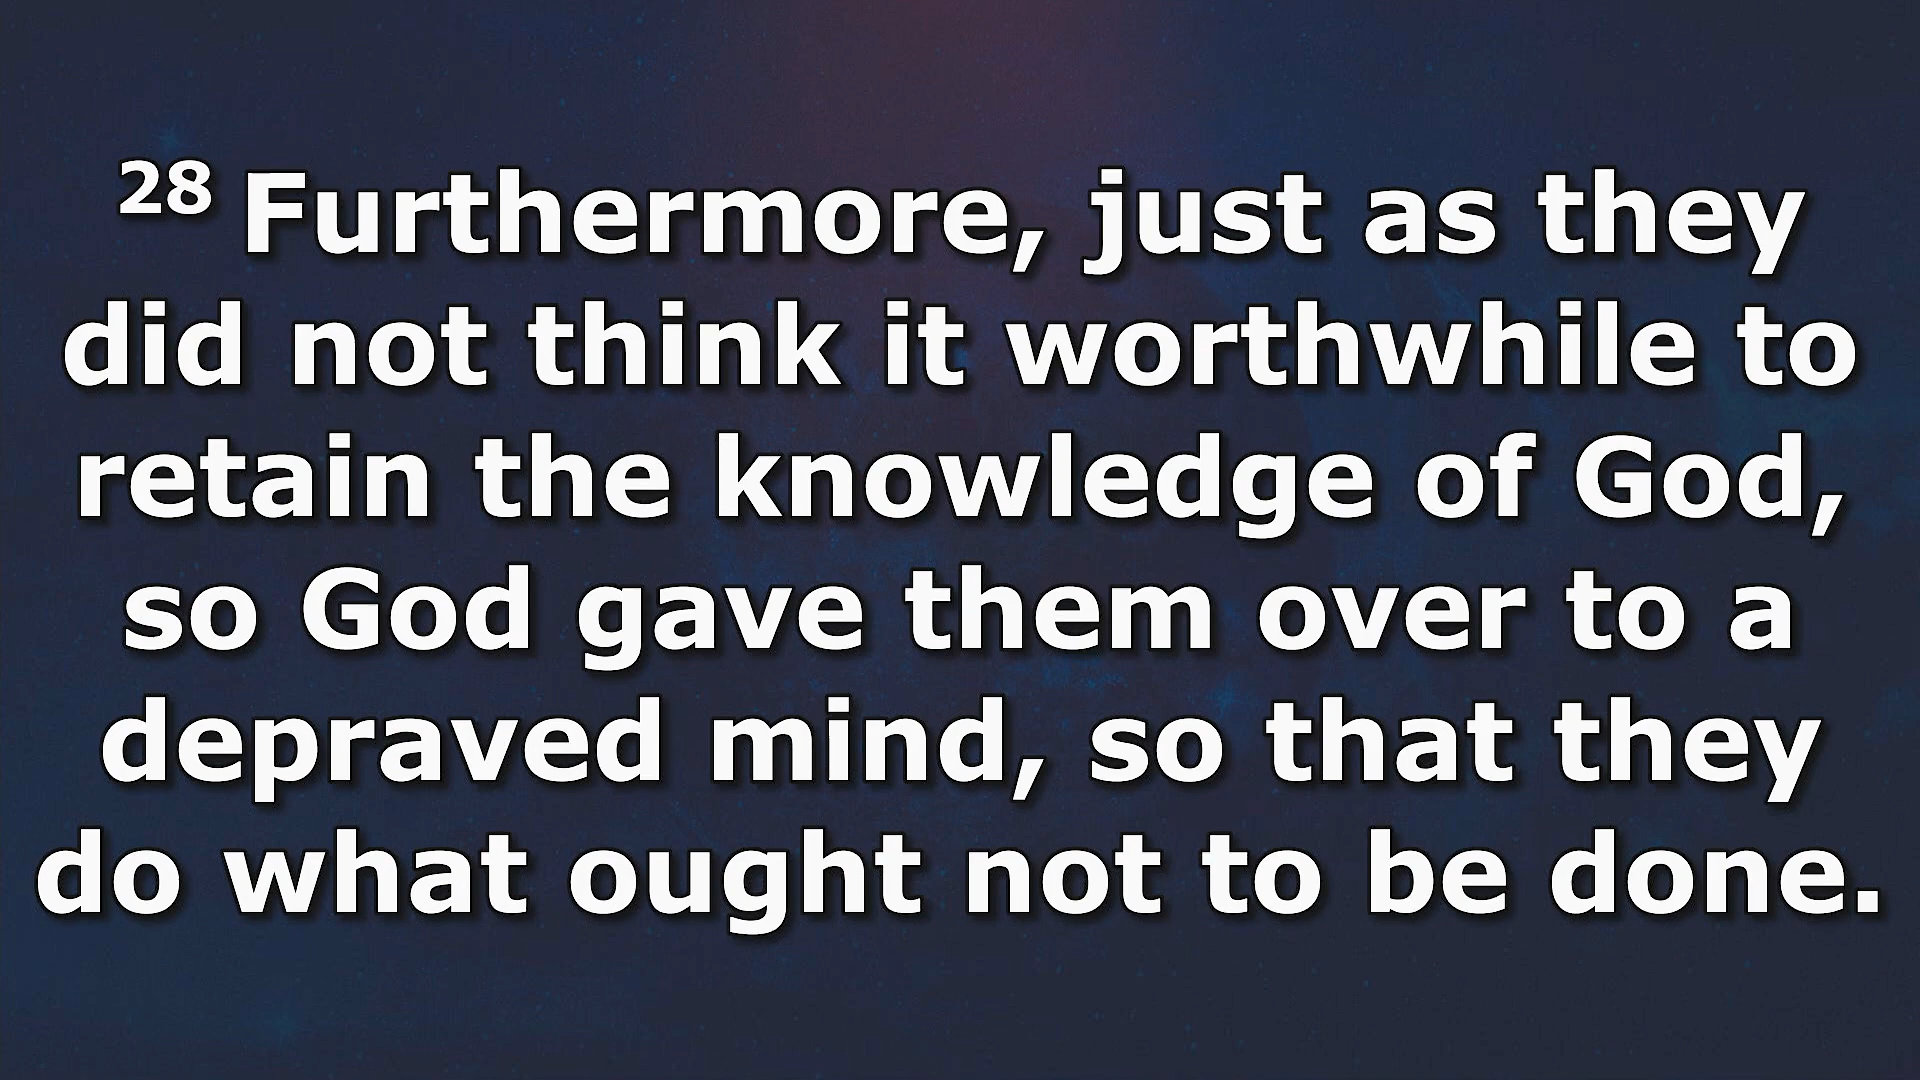 28 Furthermore, just as they
did not think it worthwhile to
retain the knowledge of God,
so God gave them over to a
depraved mind, so that they
do what ought not to be done.